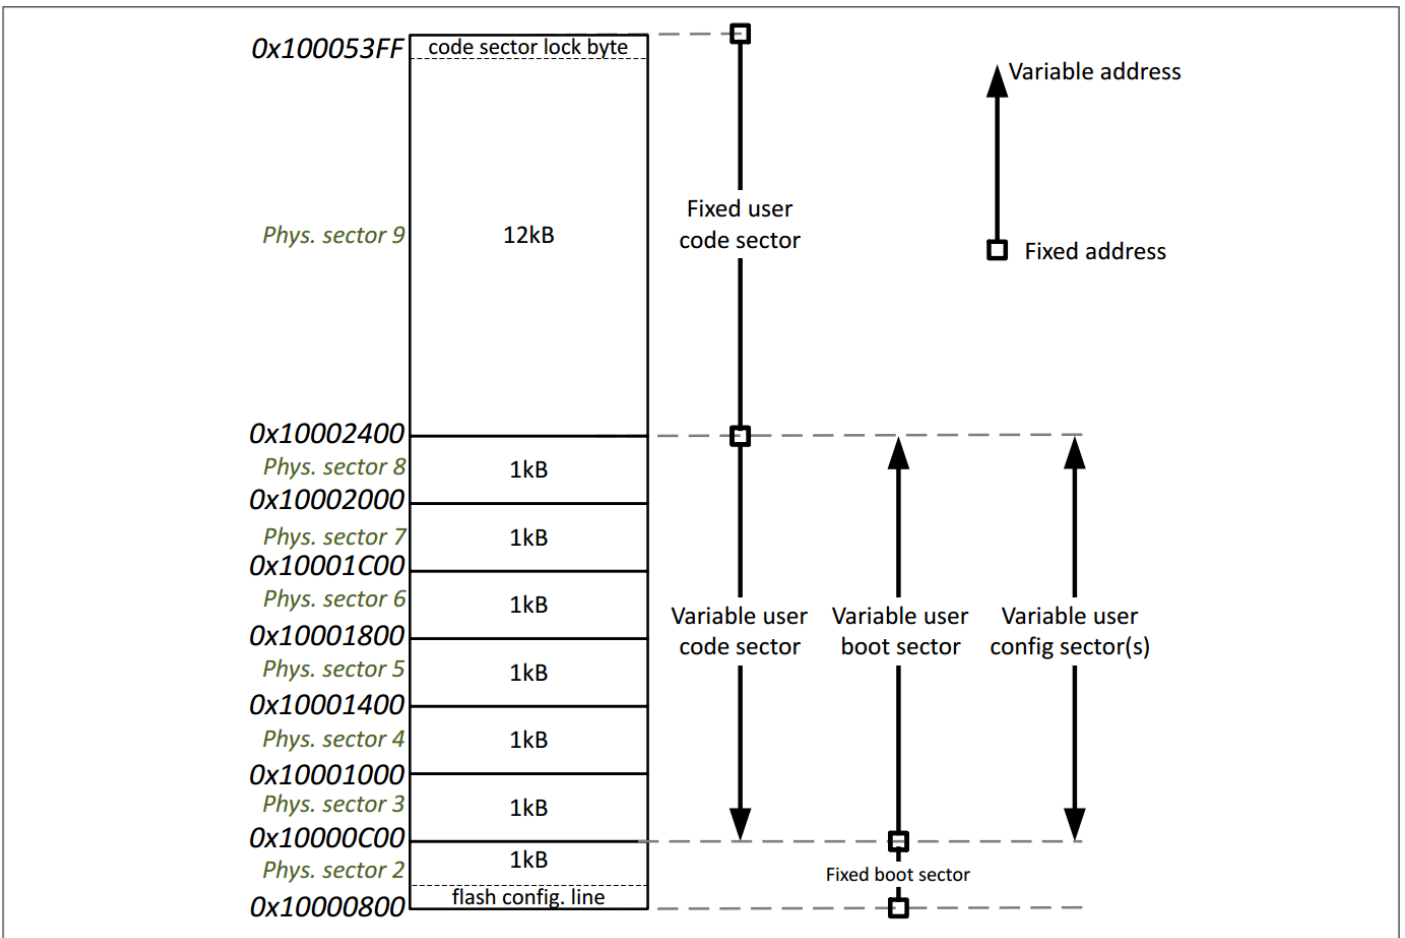 0x100053FF
code sector lock byte
Variable address
Fixed user
code sector
Phys. sector 9
12kB
Fixed address
0x10002400
Phys. sector 8
1kB
0x10002000
Phys. sector 7
1kB
0x10001C00
Phys. sector 6
1kB
Variable user
code sector
Variable user
boot sector
Variable user
config sector(s)
0x10001800
Phys. sector 5
1kB
0x10001400
Phys. sector 4
1kB
0x10001000
Phys. sector 3
1kB
0x10000C00
1kB
Phys. sector 2
Fixed boot sector
flash config. line
0x10000800